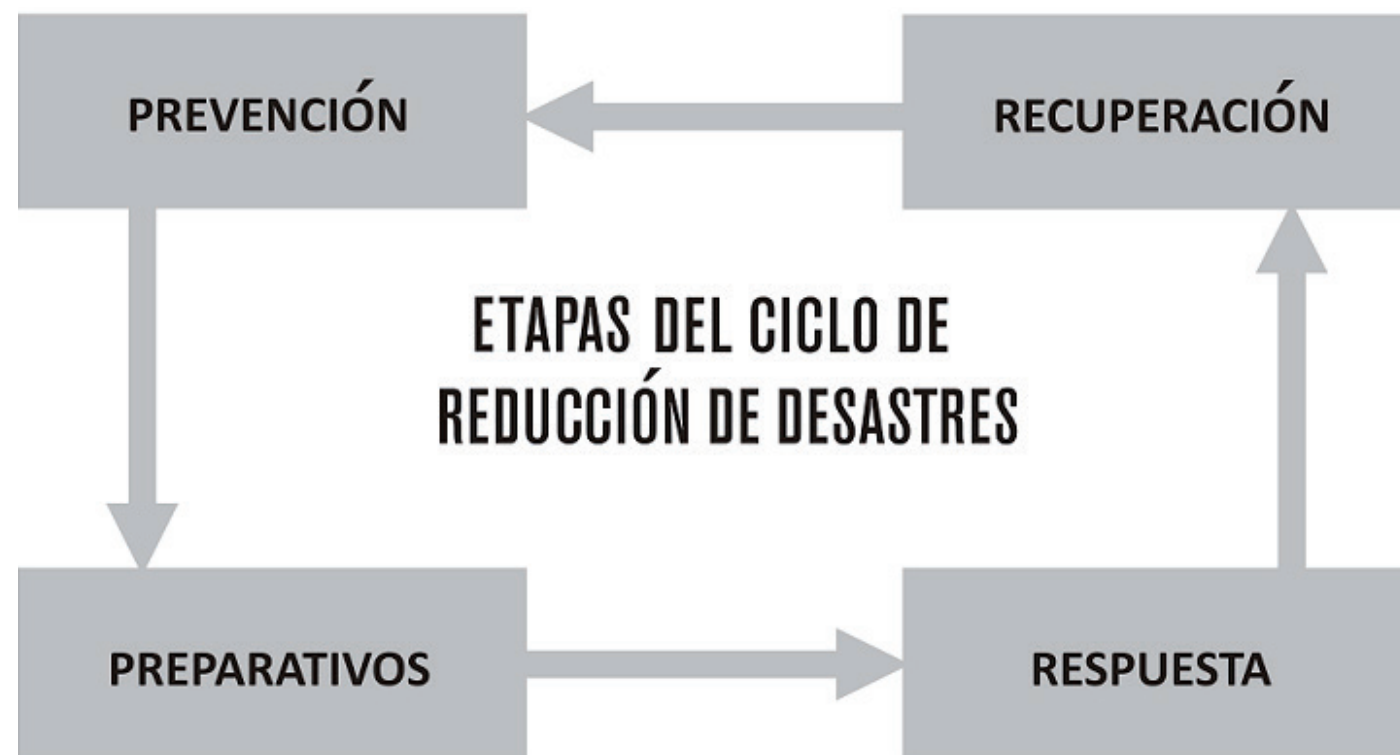 PREVENCIÓN
RECUPERACIÓN
ETAPAS DEL CICLO DE
REDUCCIÓN DE DESASTRES
PREPARATIVOS
RESPUESTA